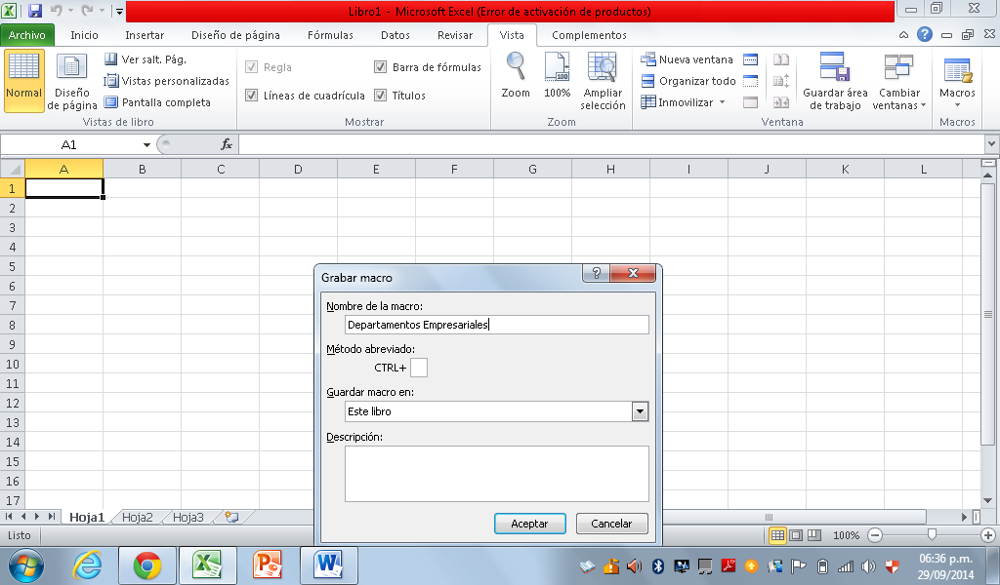 Libro1 - Microsoft Excel (Error de activación de productos)
Archivo Inicio Insertar Diseño de página Fórmulas Datos Revisar Vista Complementos
Normal
Diseño de página
Ver salt. Pág.
Vistas personalizadas
Pantalla completa
Vistas de libro
Regla
Barra de fórmulas
Líneas de cuadrícula
Títulos
Mostrar
Zoom
100%
Ampliar selección
Zoom
Nueva ventana
Organizar todo
Inmovilizar
Guardar área de trabajo
Cambiar ventanas
Ventana
Macros
Macros
A1
fx
A B C D E F G H I J K L
1
2
3
4
5
6
7
8
9
10
11
12
13
14
15
16
17
Grabar macro
Nombre de la macro:
Departamentos Empresariales
Método abreviado:
CTRL+
Guardar macro en:
Este libro
Descripción:
Aceptar Cancelar
Hoja1 Hoja2 Hoja3
Listo
100%
06:36 p.m.
29/09/2014